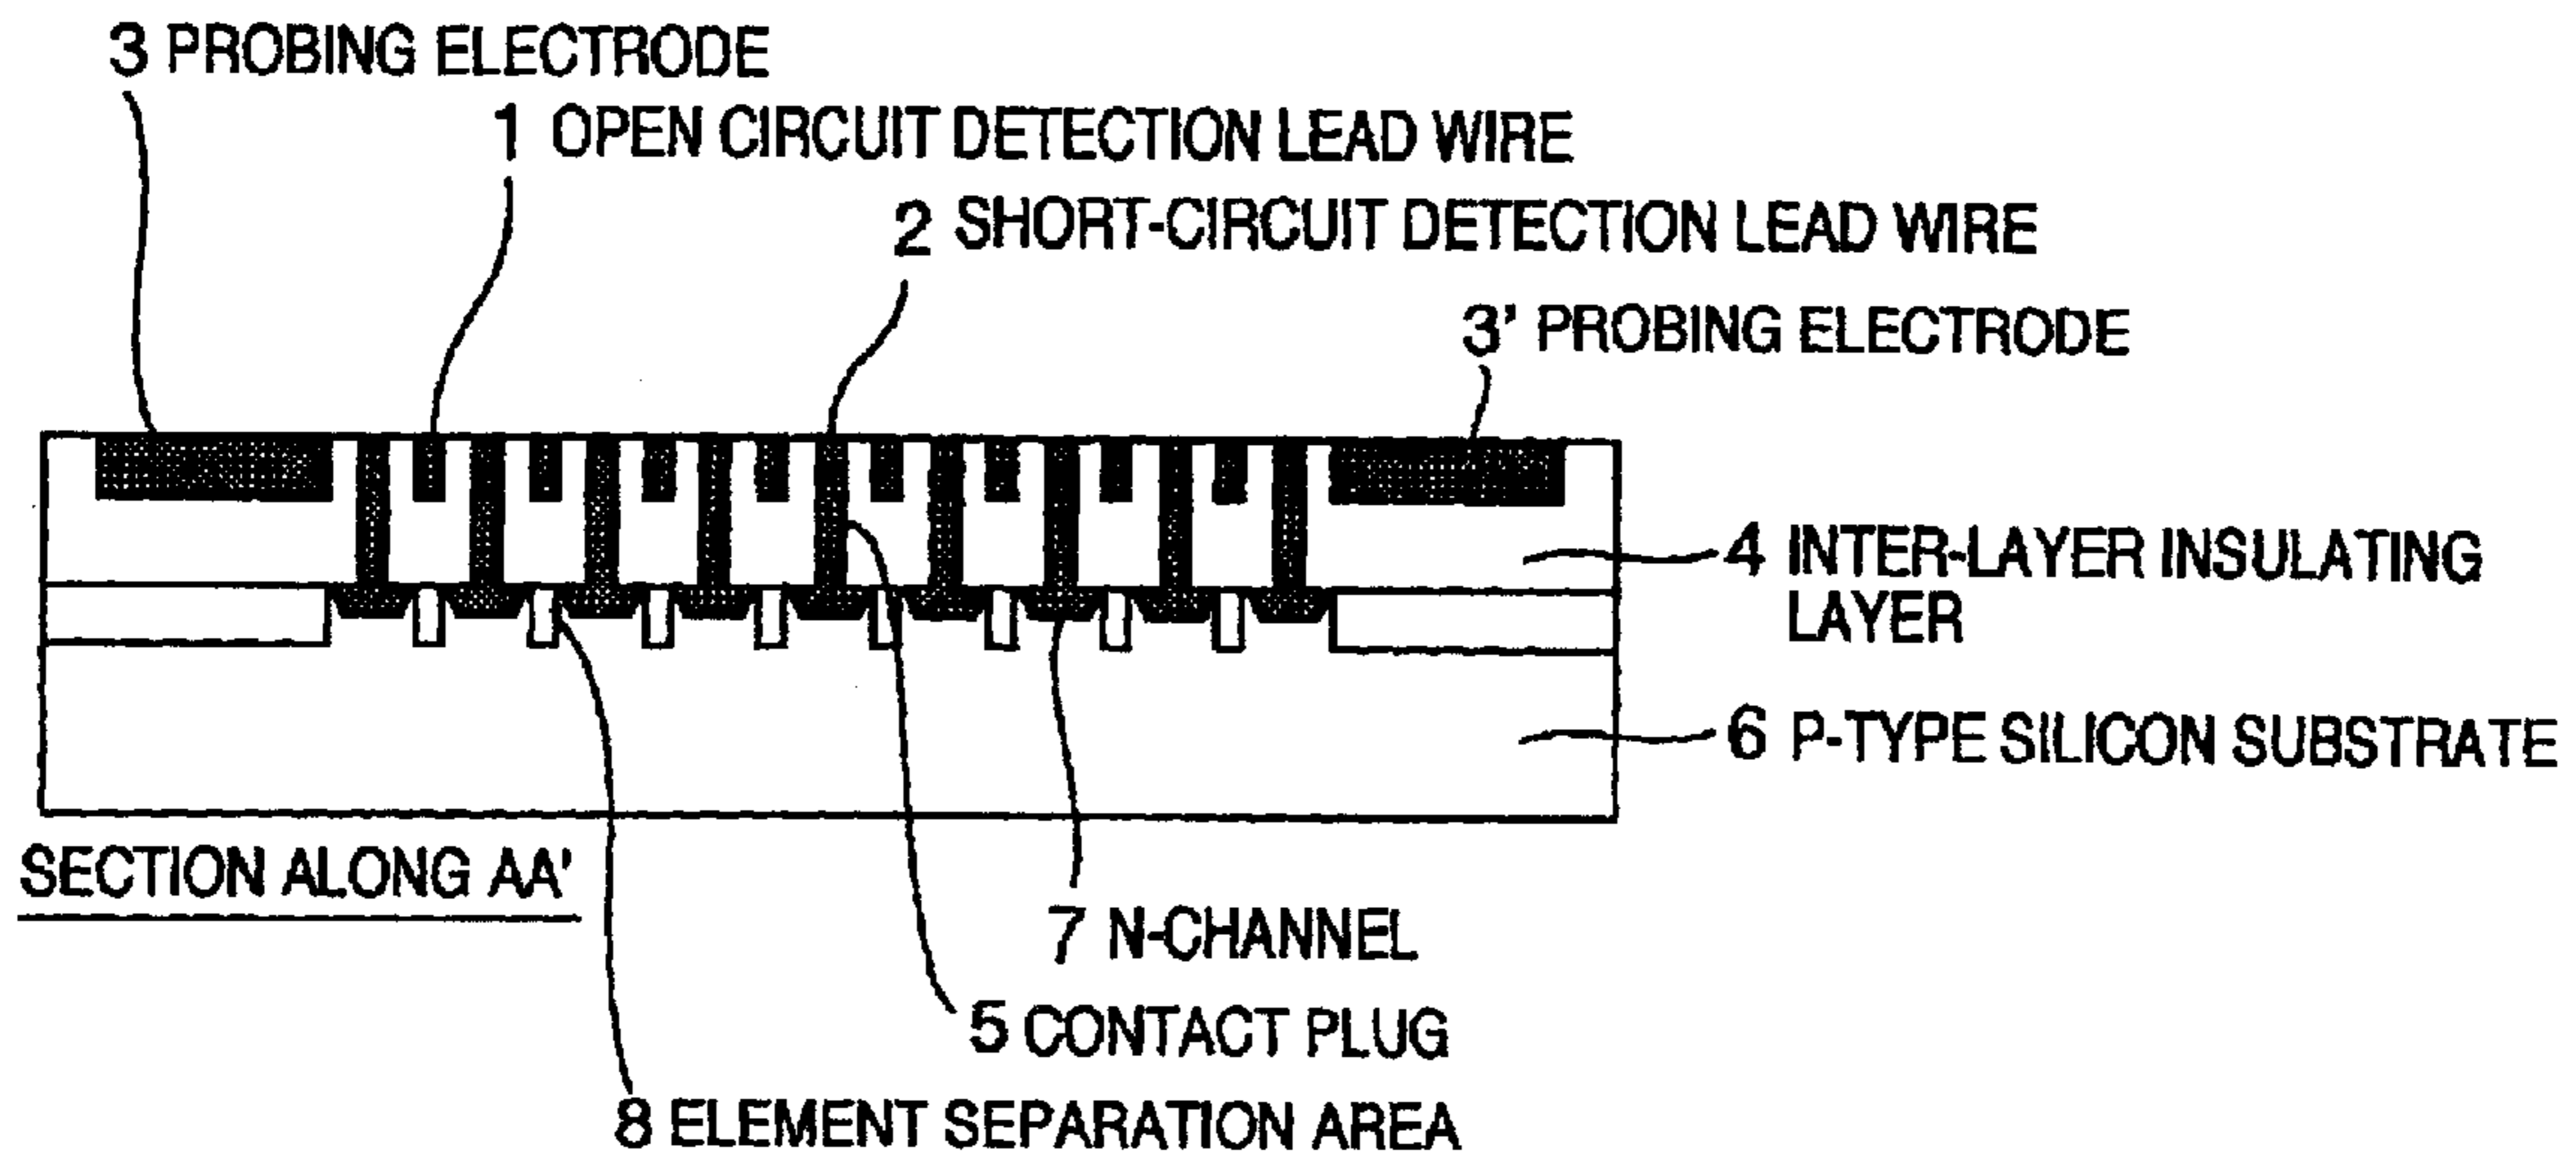 3 PROBING ELECTRODE
1 OPEN CIRCUIT DETECTION LEAD WIRE
2 SHORT-CIRCUIT DETECTION LEAD WIRE
3' PROBING ELECTRODE
4 INTER-LAYER INSULATING
LAYER
6 P-TYPE SILICON SUBSTRATE
SECTION ALONG AA'
7 N-CHANNEL
5 CONTACT PLUG
8 ELEMENT SEPARATION AREA